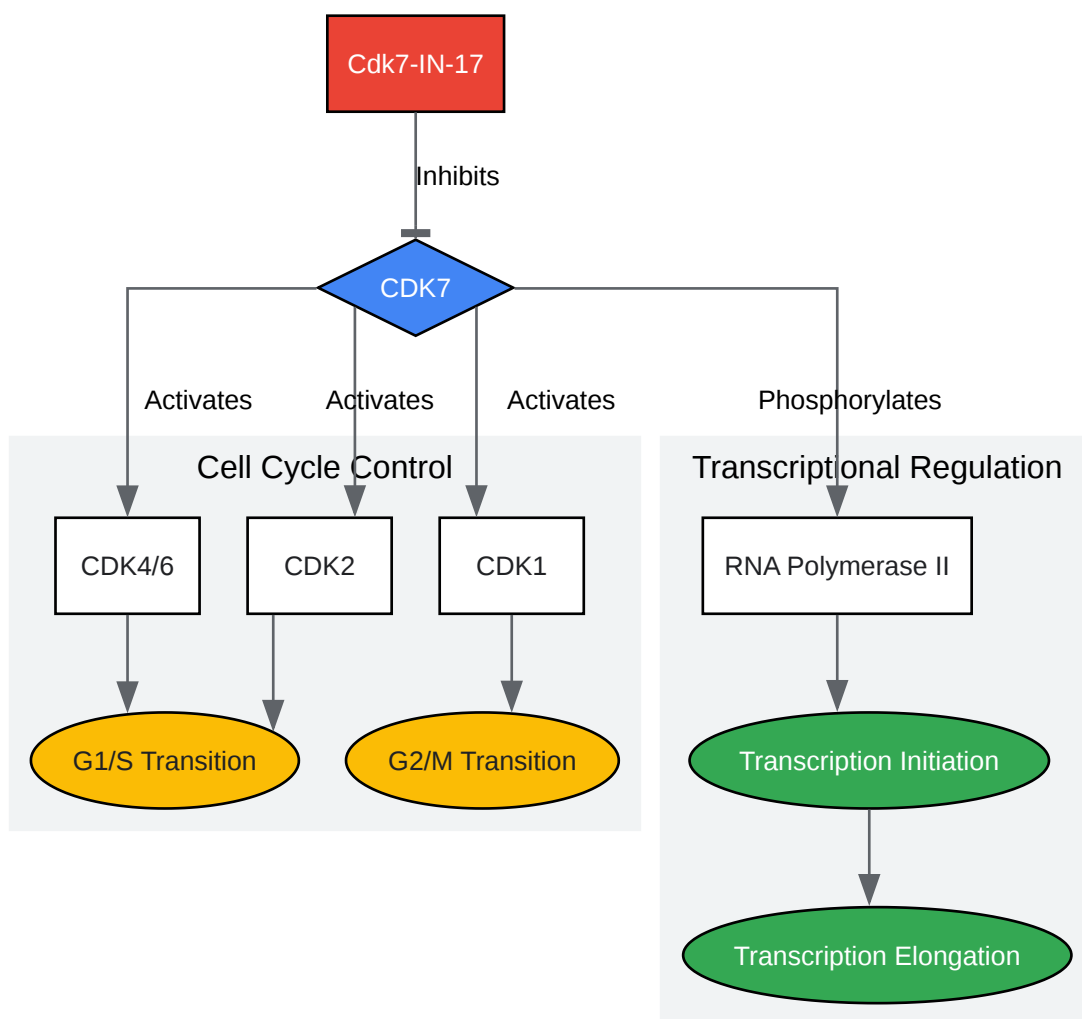 Cdk7-IN-17
Inhibits
CDK7
Activates
Activates
Activates
Phosphorylates
Cell Cycle Control
Transcriptional Regulation
CDK4/6
CDK2
CDK1
RNA Polymerase II
G1/S Transition
G2/M Transition
Transcription Initiation
Transcription Elongation